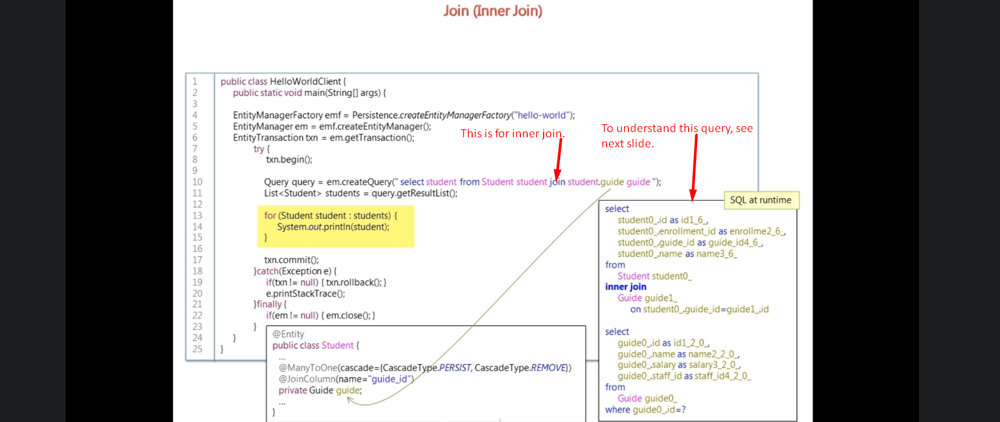 Join (Inner Join)
This is for inner join.
To understand this query, see
next slide.
1 public class HelloWorldClient {
2 public static void main(String[] args) {
3
4 EntityManagerFactory emf = Persistence.createEntityManagerFactory("hello-world");
5 EntityManager em = emf.createEntityManager();
6 EntityTransaction txn = em.getTransaction();
7 try {
8 txn.begin();
9
10 Query query = em.createQuery(" select student from Student student join student.guide guide ");
11 List<Student> students = query.getResultList();
12
13 for (Student student : students) {
14 System.out.println(student);
15 }
16
17 txn.commit();
18 }catch(Exception e) {
19 if(txn != null) { txn.rollback(); }
20 e.printStackTrace();
21 }finally {
22 if(em != null) { em.close(); }
23 }
24 }
25 }
@Entity
public class Student {
...
@ManyToOne(cascade={CascadeType.PERSIST, CascadeType.REMOVE})
@JoinColumn(name="guide_id")
private Guide guide;
...
}
SQL at runtime
select
student0_.id as id1_6_,
student0_.enrollment_id as enrollme2_6_,
student0_.guide_id as guide_id4_6_,
student0_.name as name3_6_
from
Student student0_
inner join
Guide guide1_
on student0_.guide_id=guide1_.id
select
guide0_.id as id1_2_0_,
guide0_.name as name2_2_0_,
guide0_.salary as salary3_2_0_,
guide0_.staff_id as staff_id4_2_0_
from
Guide guide0_
where guide0_.id=?